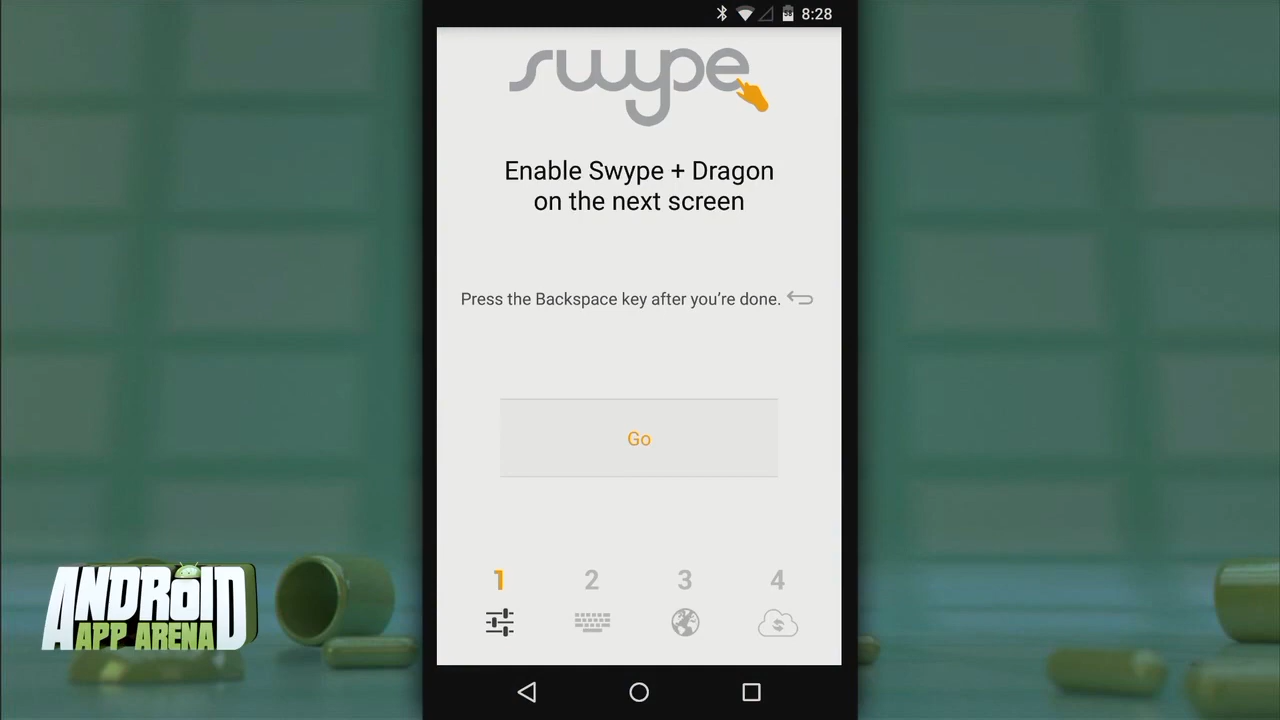 8:28
swype
Enable Swype + Dragon
on the next screen
Press the Backspace key after you're done.
Go
1 2 3 4
ANDROID
APP ARENA